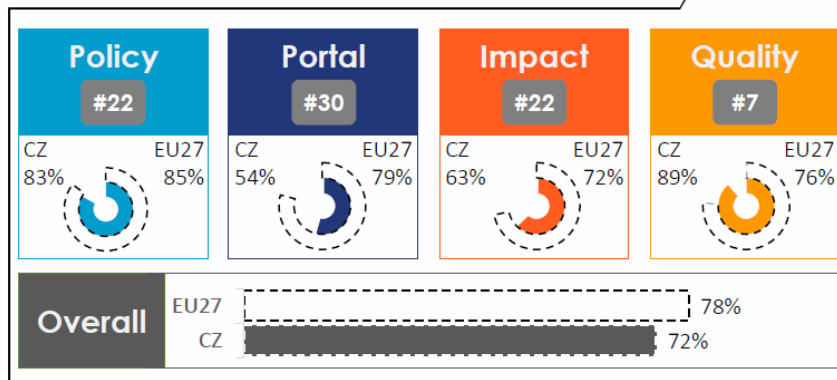 Policy
#22
CZ EU27
83% 85%
Portal
#30
CZ EU27
54% 79%
Impact
#22
CZ EU27
63% 72%
Quality
#7
CZ EU27
89% 76%
Overall
EU27 78%
CZ 72%